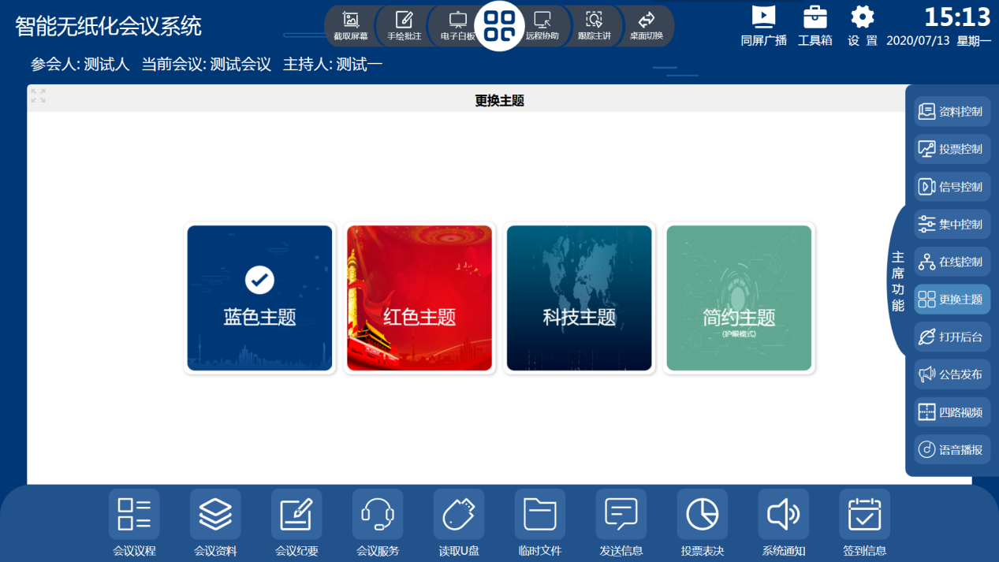 智能无纸化会议系统
截取屏幕
手绘批注
电子白板
远程协助
跟踪主讲
桌面切换
同屏广播
工具箱
设 置
15:13
2020/07/13 星期一
参会人: 测试人 当前会议: 测试会议 主持人: 测试一
更换主题
蓝色主题
红色主题
科技主题
简约主题
(护眼模式)
主席功能
资料控制
投票控制
信号控制
集中控制
在线控制
更换主题
打开后台
公告发布
四路视频
语音播报
会议议程
会议资料
会议纪要
会议服务
读取U盘
临时文件
发送信息
投票表决
系统通知
签到信息